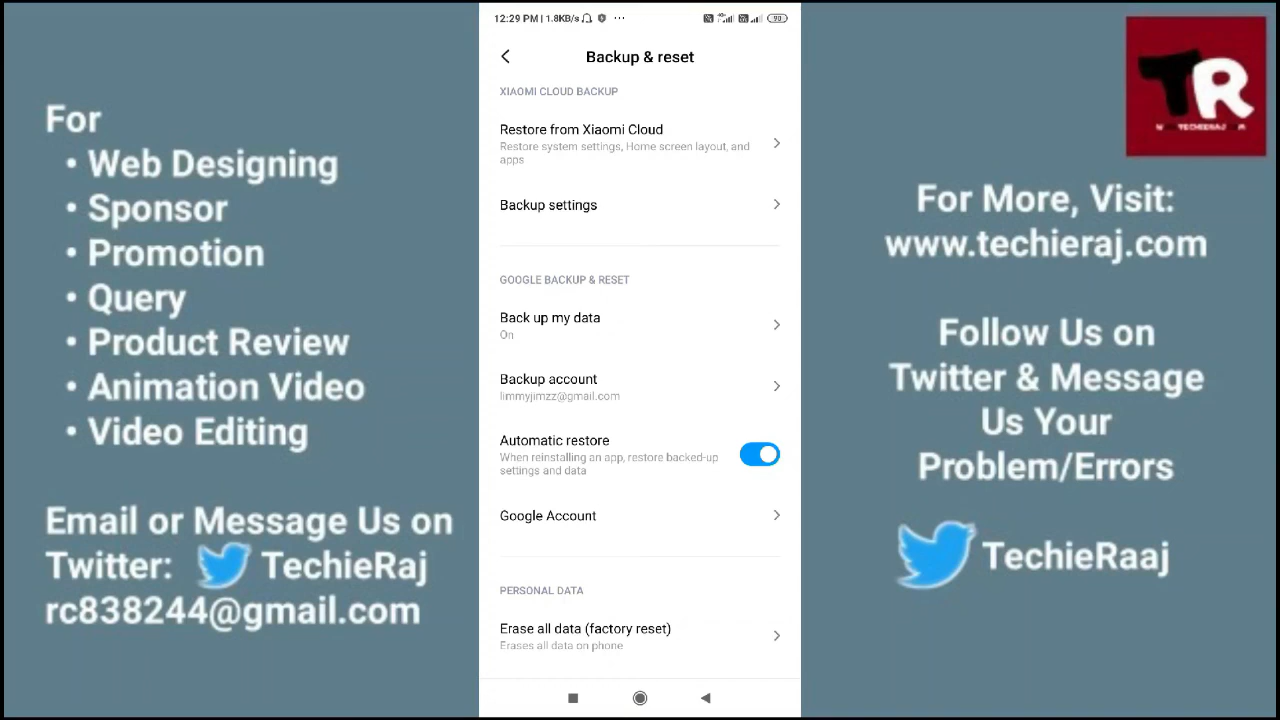 For
• Web Designing
• Sponsor
• Promotion
• Query
• Product Review
• Animation Video
• Video Editing
Email or Message Us on
Twitter: TechieRaj
rc838244@gmail.com
12:29 PM | 1.8KB/s ... 90
Backup & reset
XIAOMI CLOUD BACKUP
Restore from Xiaomi Cloud
Restore system settings, Home screen layout, and
apps
Backup settings
GOOGLE BACKUP & RESET
Back up my data
On
Backup account
limmyjimzz@gmail.com
Automatic restore
When reinstalling an app, restore backed-up
settings and data
Google Account
PERSONAL DATA
Erase all data (factory reset)
Erases all data on phone
TR
For More, Visit:
www.techieraj.com
Follow Us on
Twitter & Message
Us Your
Problem/Errors
TechieRaaj